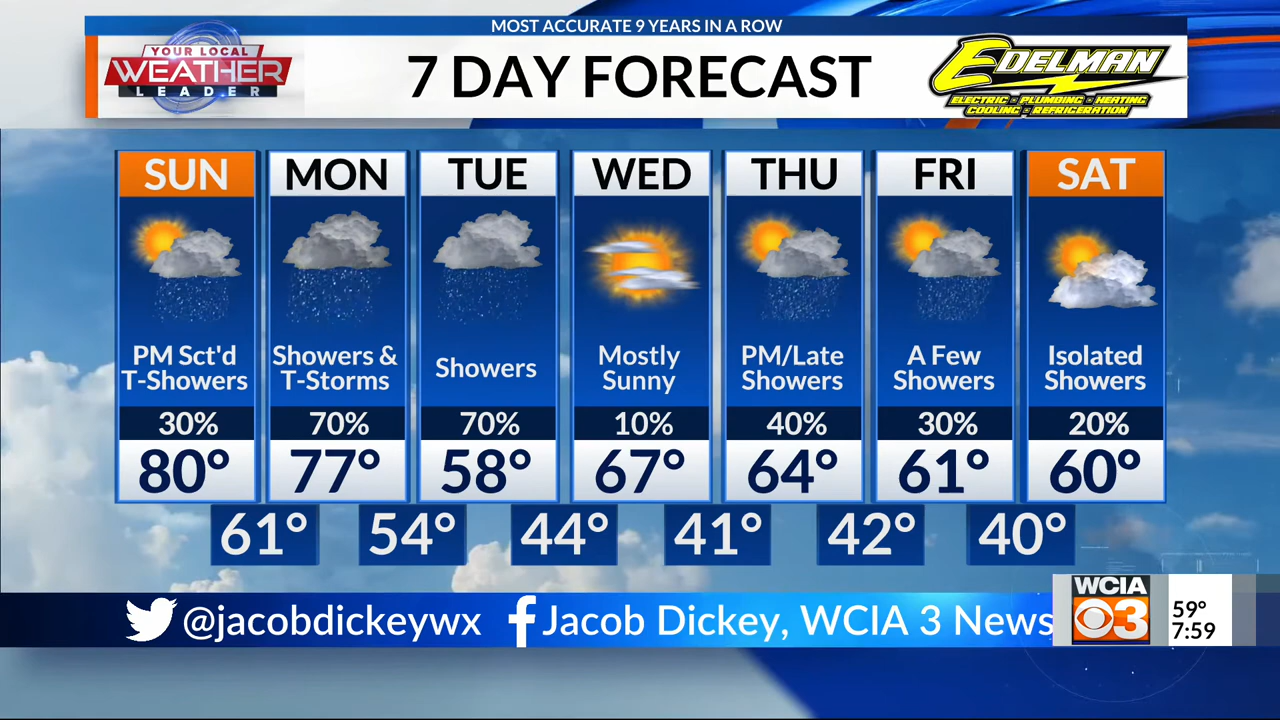 MOST ACCURATE 9 YEARS IN A ROW
YOUR LOCAL
WEATHER
LEADER
7 DAY FORECAST
EDELMAN
ELECTRIC - PLUMBING - HEATING
COOLING - REFRIGERATION
SUN MON TUE WED THU FRI SAT
PM Sct'd
T-Showers
Showers &
T-Storms
Showers
Mostly
Sunny
PM/Late
Showers
A Few
Showers
Isolated
Showers
30% 70% 70% 10% 40% 30% 20%
80° 77° 58° 67° 64° 61° 60°
61° 54° 44° 41° 42° 40°
@jacobdickeywx Jacob Dickey, WCIA 3 News
WCIA
3
59°
7:59